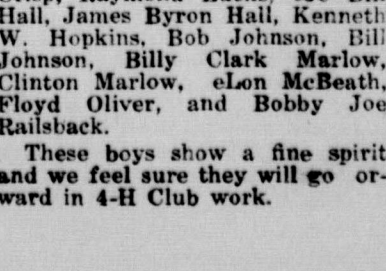 Hall, James Byron Hall, Kenneth
W. Hopkins, Bob Johnson, Bill
Johnson, Billy Clark Marlow,
Clinton Marlow, eLon McBeath,
Floyd Oliver, and Bobby Joe
Railsback.
These boys show a fine spirit
and we feel sure they will go or-
ward in 4-H Club work.